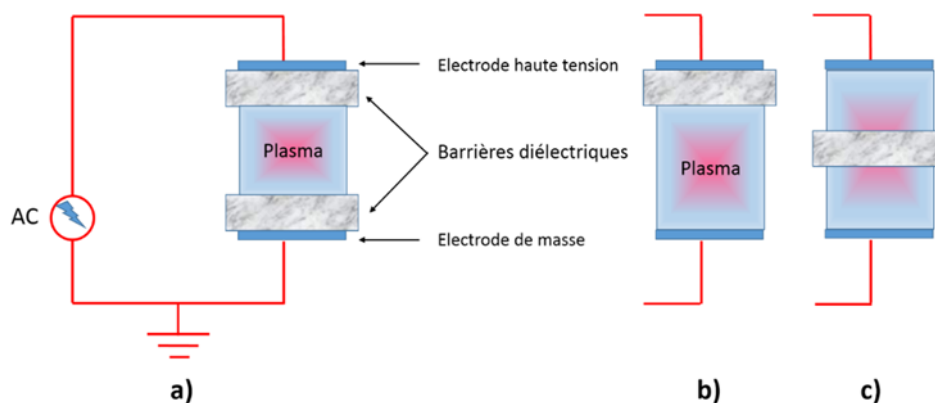 Electrode haute tension
Plasma
Barrières diélectriques
Plasma
AC
Electrode de masse
a)
b)
c)